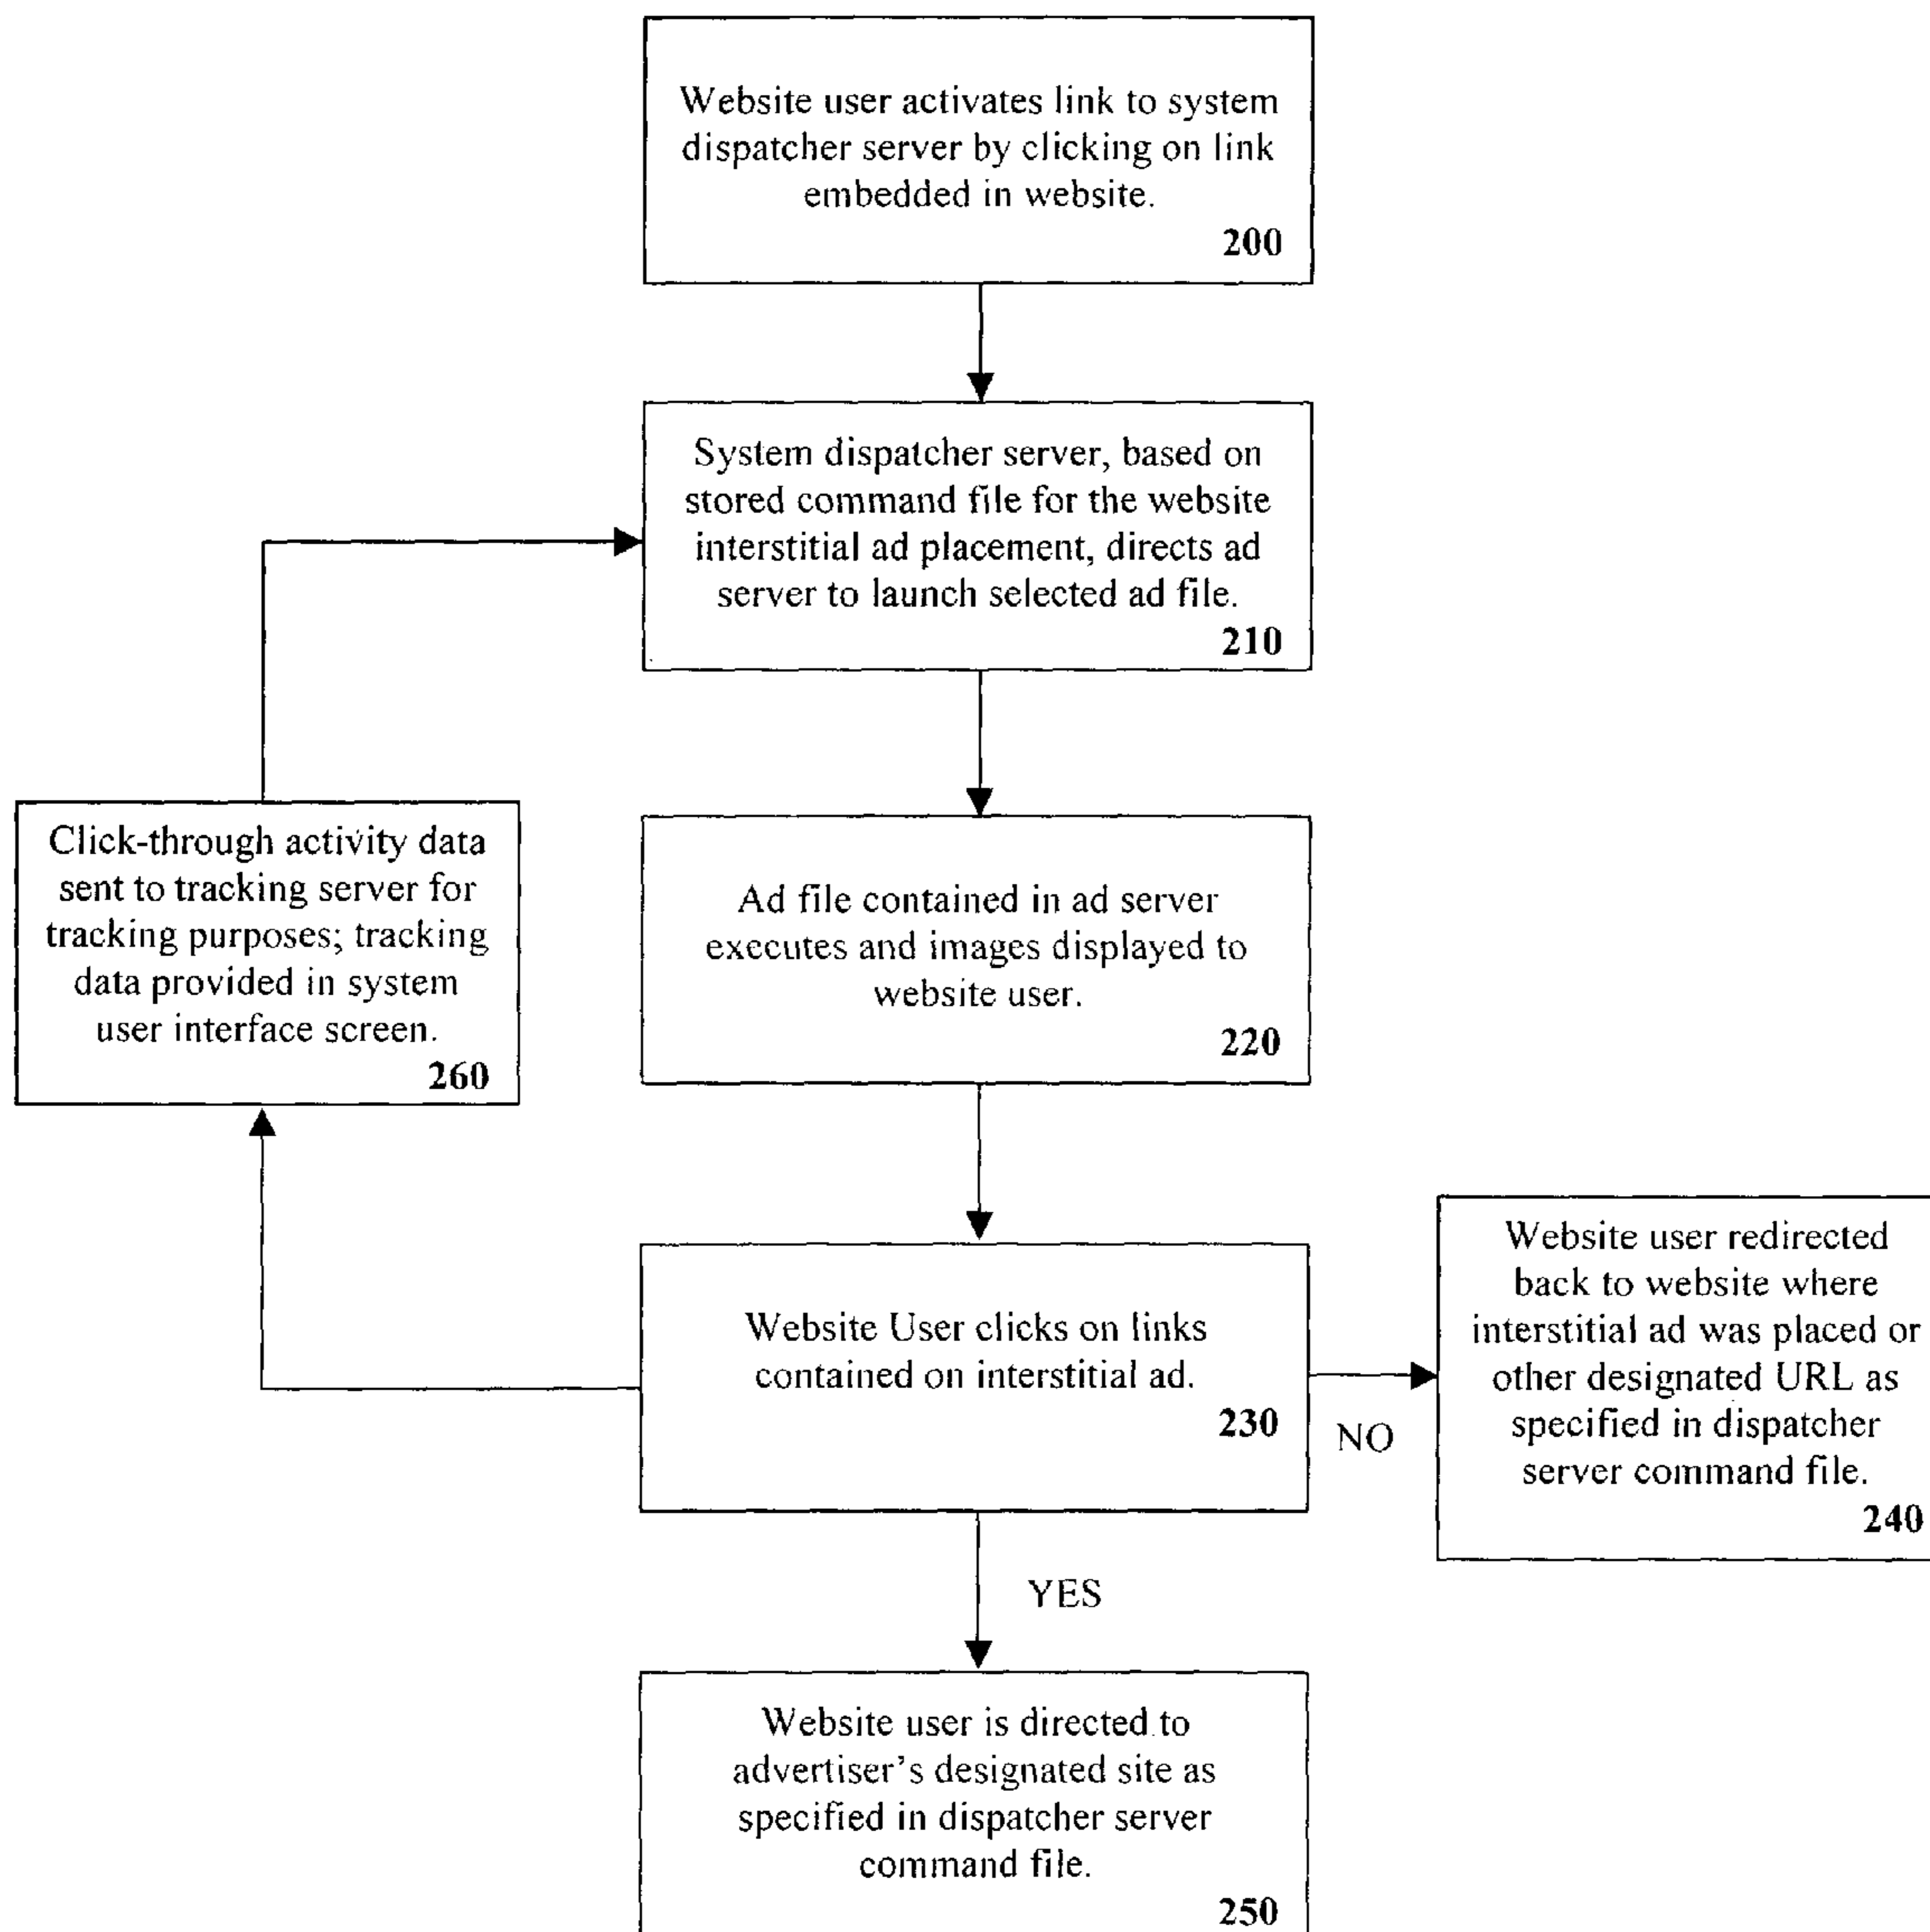 Website user activates link to system
dispatcher server by clicking on link
embedded in website.
200
System dispatcher server, based on
stored command file for the website
interstitial ad placement, directs ad
server to launch selected ad file.
210
Click-through activity data
sent to tracking server for
tracking purposes; tracking
data provided in system
user interface screen.
260
Ad file contained in ad server
executes and images displayed to
website user.
220
Website User clicks on links
contained on interstitial ad.
230
NO
Website user redirected
back to website where
interstitial ad was placed or
other designated URL as
specified in dispatcher
server command file.
240
YES
Website user is directed to
advertiser's designated site as
specified in dispatcher server
command file.
250